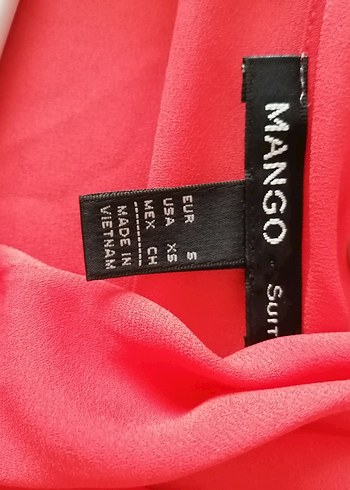 MANGO - SUIT
EUR S
USA XS
MEX CH
MADE IN
VIETNAM